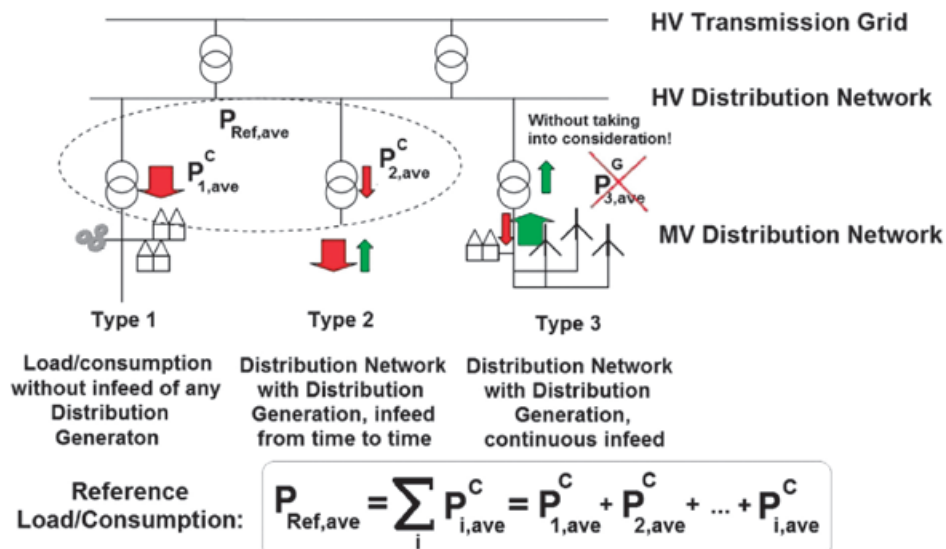 HV Transmission Grid
HV Distribution Network
P Ref,ave
Without taking
into consideration!
P C 1,ave
P C 2,ave
P G 3,ave
MV Distribution Network
Type 1
Type 2
Type 3
Load/consumption
without infeed of any
Distribution
Generaton
Distribution Network
with Distribution
Generation, infeed
from time to time
Distribution Network
with Distribution
Generation,
continuous infeed
Reference
Load/Consumption:
P Ref,ave = ∑ i P C i,ave = P C 1,ave + P C 2,ave + ... + P C i,ave